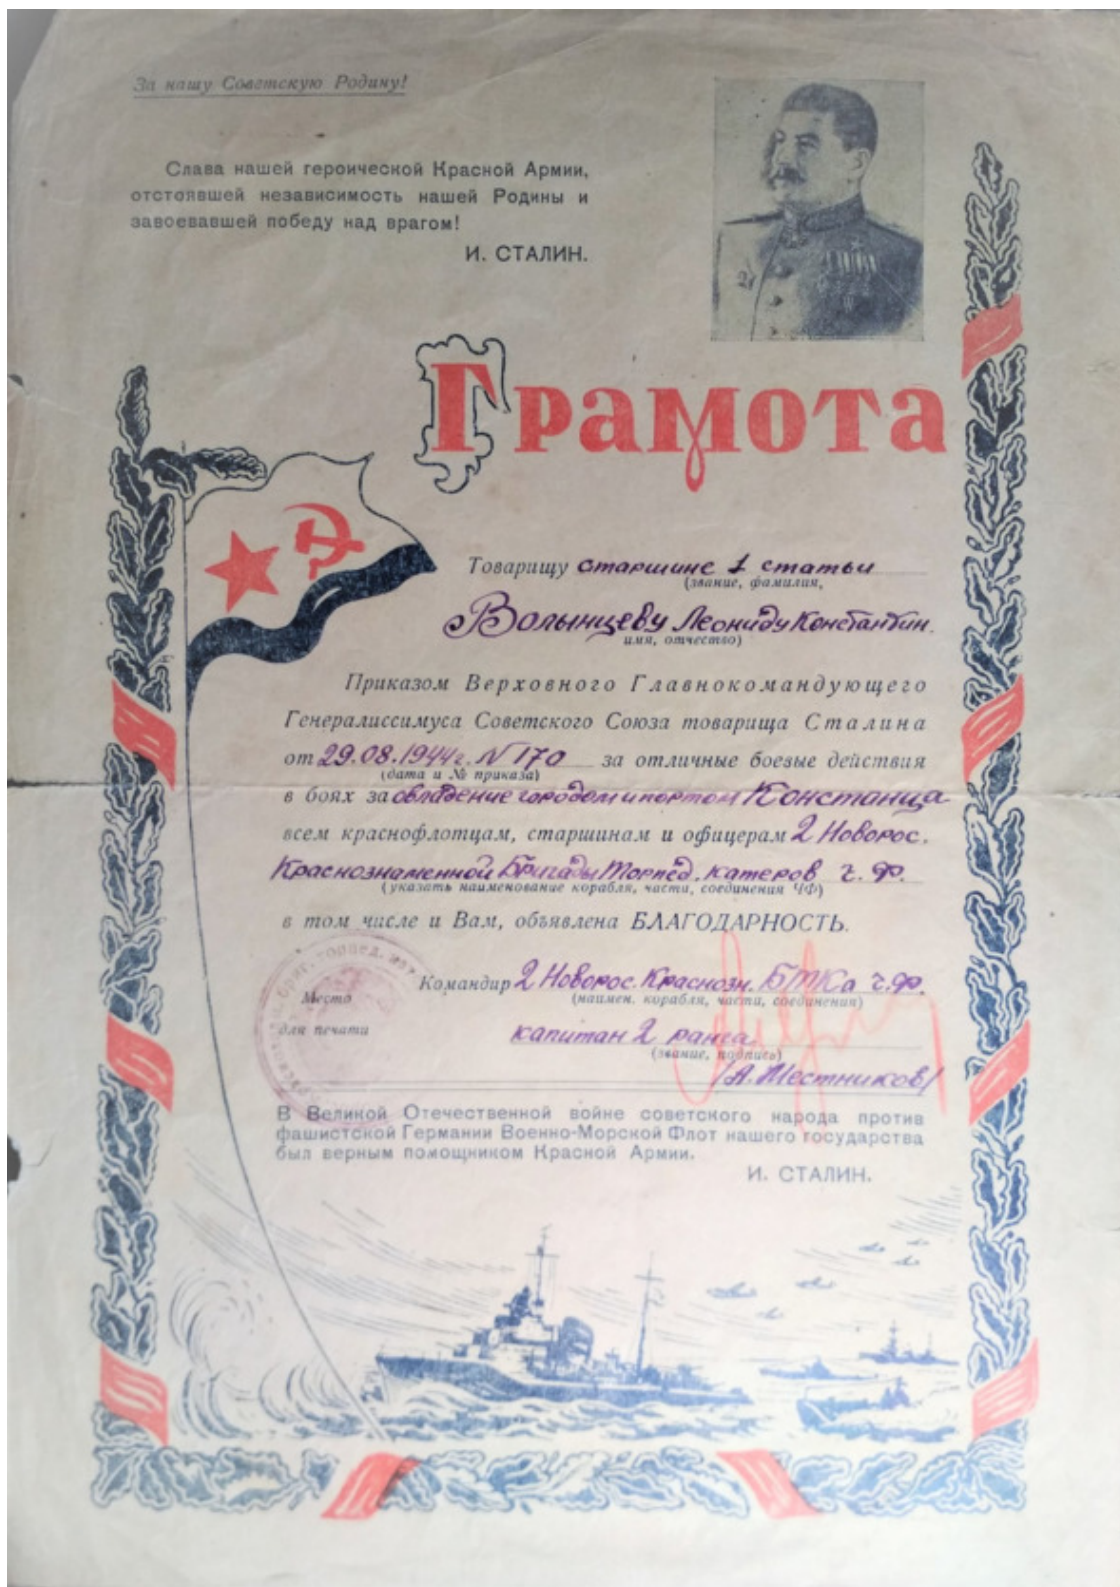 За нашу Советскую Родину!
Слава нашей героической Красной Армии,
отстоявшей независимость нашей Родины и
завоевавшей победу над врагом!
И. СТАЛИН.
Грамота
Товарищу старшине 1 статьи
(звание, фамилия,
Волынцеву Леониду Константин.
имя, отчество)
Приказом Верховного Главнокомандующего
Генералиссимуса Советского Союза товарища Сталина
от 29.08.1944г. N 170 за отличные боевые действия
(дата и № приказа)
в боях за овладение городом и портом Констанца
всем краснофлотцам, старшинам и офицерам 2 Новорос.
Краснознаменной Бригады Торпед. катеров Ч. Ф.
(указать наименование корабля, части, соединения ЧФ)
в том числе и Вам, объявлена БЛАГОДАРНОСТЬ.
Командир 2 Новорос. Краснозн. БТКа Ч.Ф.
(наимен. корабля, части, соединения)
Место
для печати
капитан 2 ранга
(звание, подпись)
/А. Местников/
В Великой Отечественной войне советского народа против
фашистской Германии Военно-Морской Флот нашего государства
был верным помощником Красной Армии.
И. СТАЛИН.